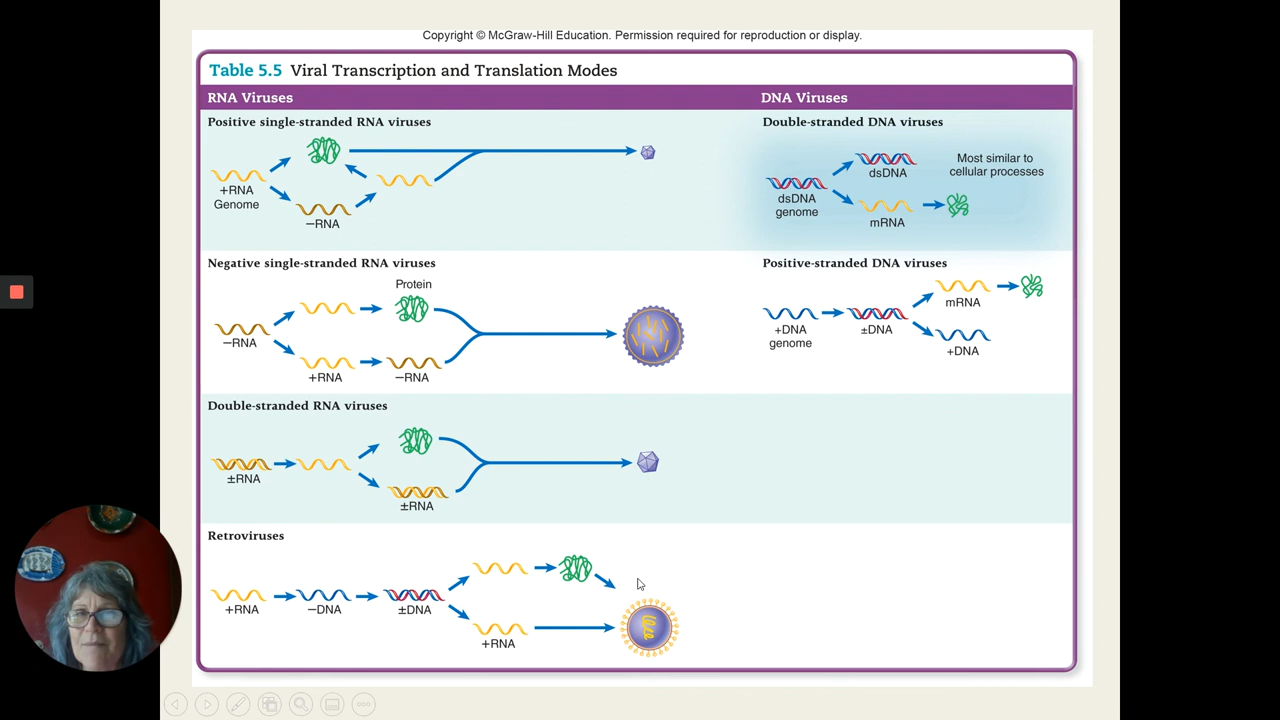 Copyright © McGraw-Hill Education. Permission required for reproduction or display.
Table 5.5 Viral Transcription and Translation Modes
RNA Viruses
DNA Viruses
Positive single-stranded RNA viruses
+RNA
Genome
−RNA
Double-stranded DNA viruses
dsDNA
genome
dsDNA
mRNA
Most similar to
cellular processes
Negative single-stranded RNA viruses
−RNA
Protein
+RNA
−RNA
Positive-stranded DNA viruses
+DNA
genome
±DNA
mRNA
+DNA
Double-stranded RNA viruses
±RNA
±RNA
Retroviruses
+RNA
−DNA
±DNA
+RNA